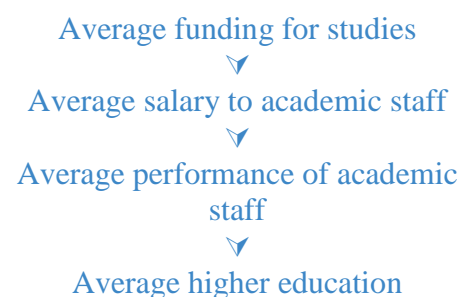 Average funding for studies
Average salary to academic staff
Average performance of academic
staff
Average higher education